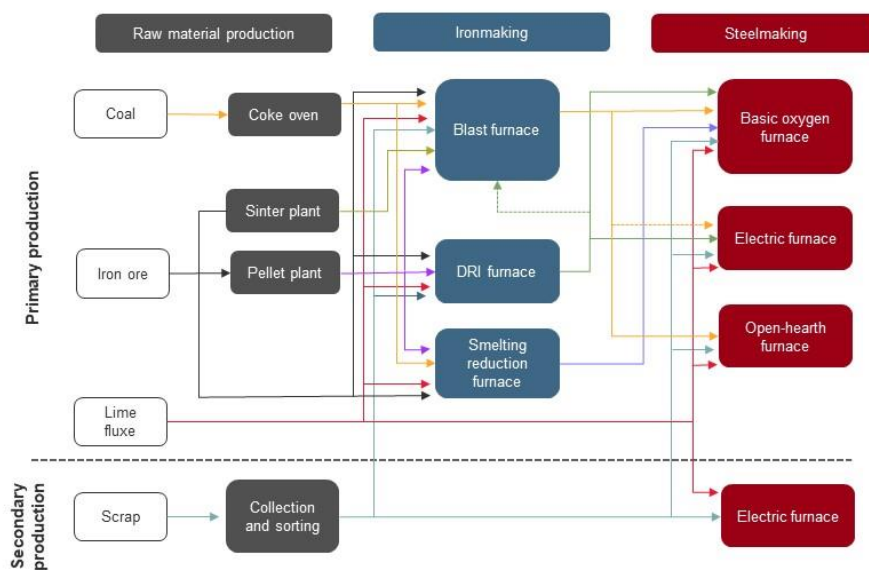 Raw material production
Ironmaking
Steelmaking
Primary production
Coal
Coke oven
Blast furnace
Basic oxygen
furnace
Sinter plant
Electric furnace
Iron ore
Pellet plant
DRI furnace
Open-hearth
furnace
Smelting
reduction
furnace
Lime
fluxe
Secondary
production
Scrap
Collection
and sorting
Electric furnace